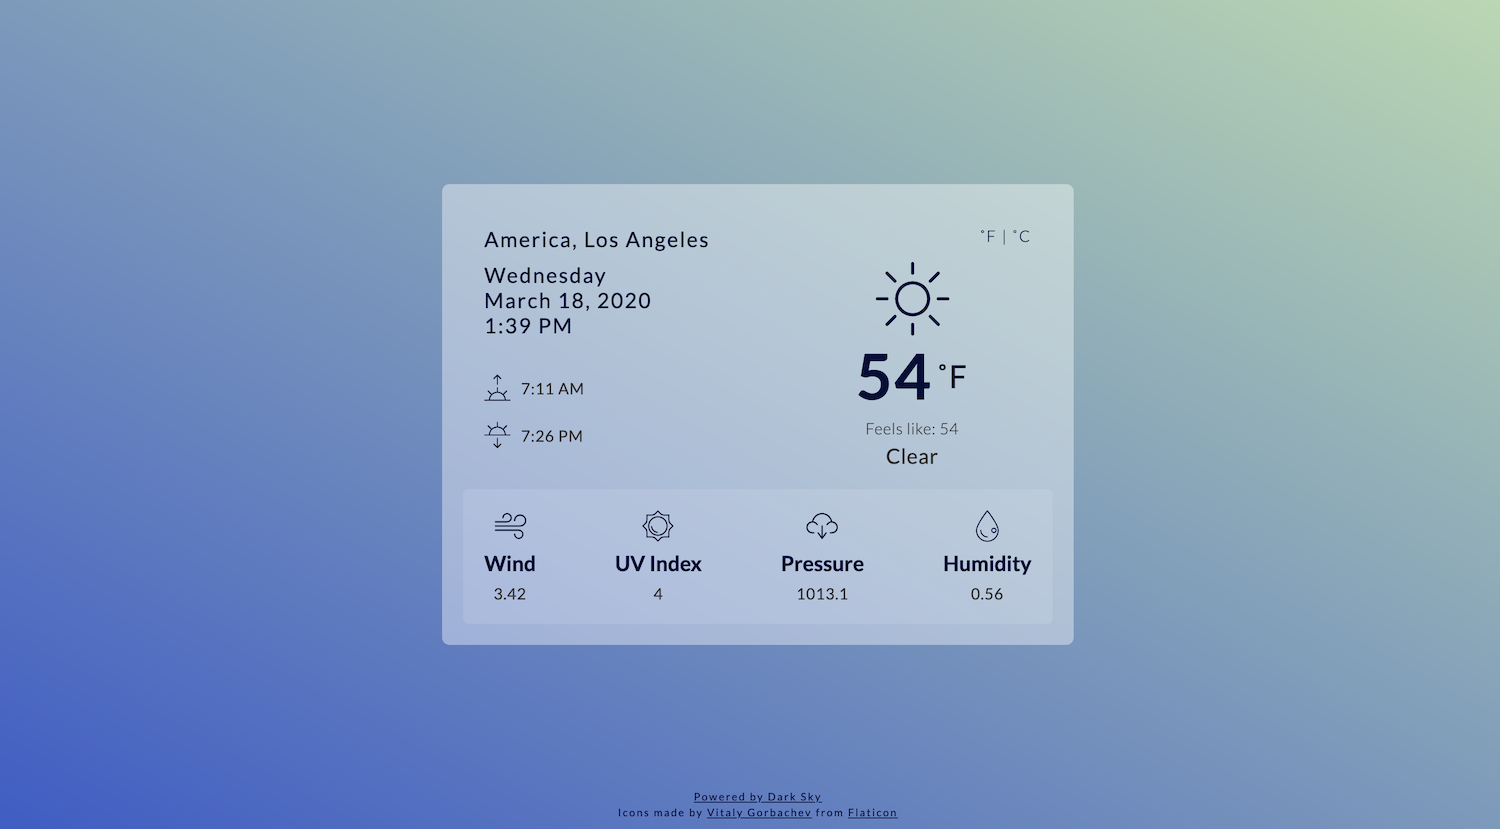 America, Los Angeles
˚F | ˚C
Wednesday
March 18, 2020
1:39 PM
7:11 AM
7:26 PM
54 ˚F
Feels like: 54
Clear
Wind
3.42
UV Index
4
Pressure
1013.1
Humidity
0.56
Powered by Dark Sky
Icons made by Vitaly Gorbachev from Flaticon